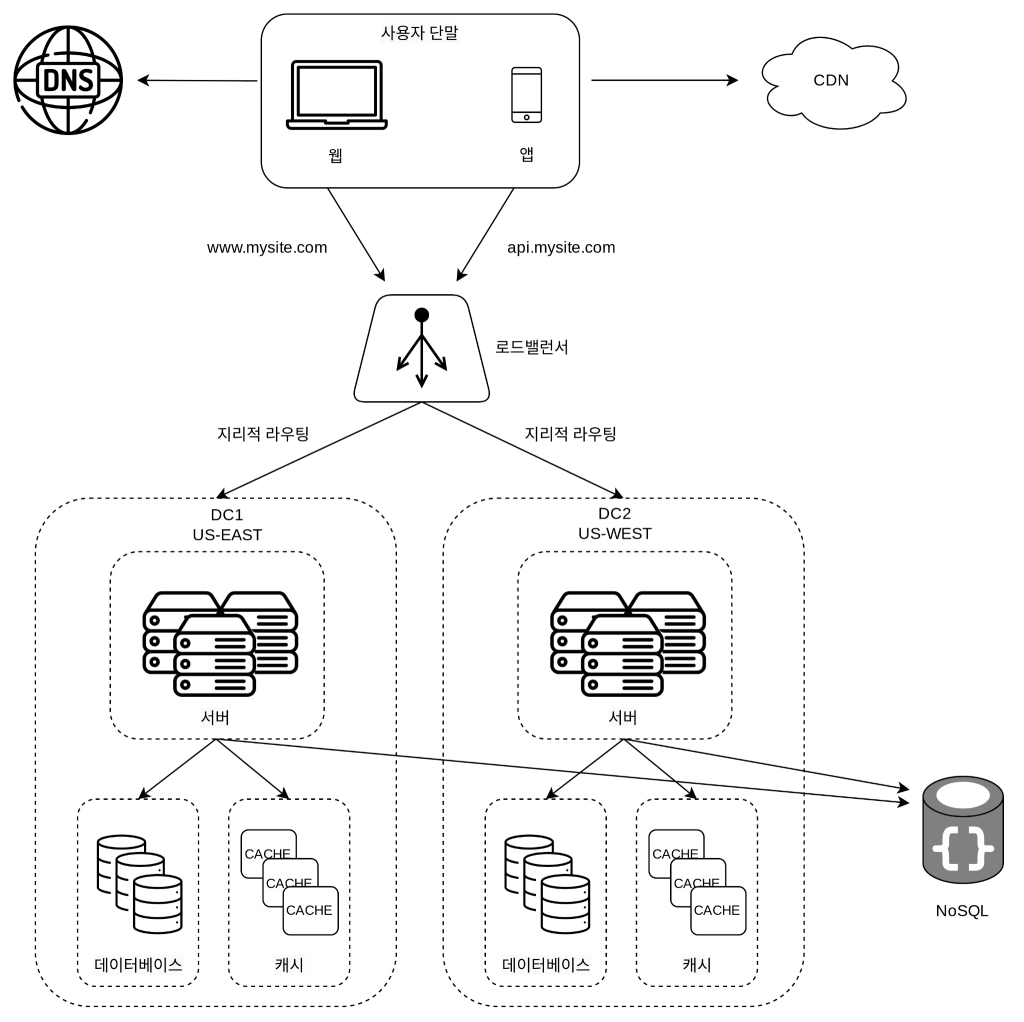 사용자 단말
DNS
CDN
웹
앱
www.mysite.com
api.mysite.com
로드밸런서
지리적 라우팅
지리적 라우팅
DC1
US-EAST
DC2
US-WEST
서버
서버
CACHE
CACHE
CACHE
CACHE
CACHE
CACHE
NoSQL
데이터베이스
캐시
데이터베이스
캐시